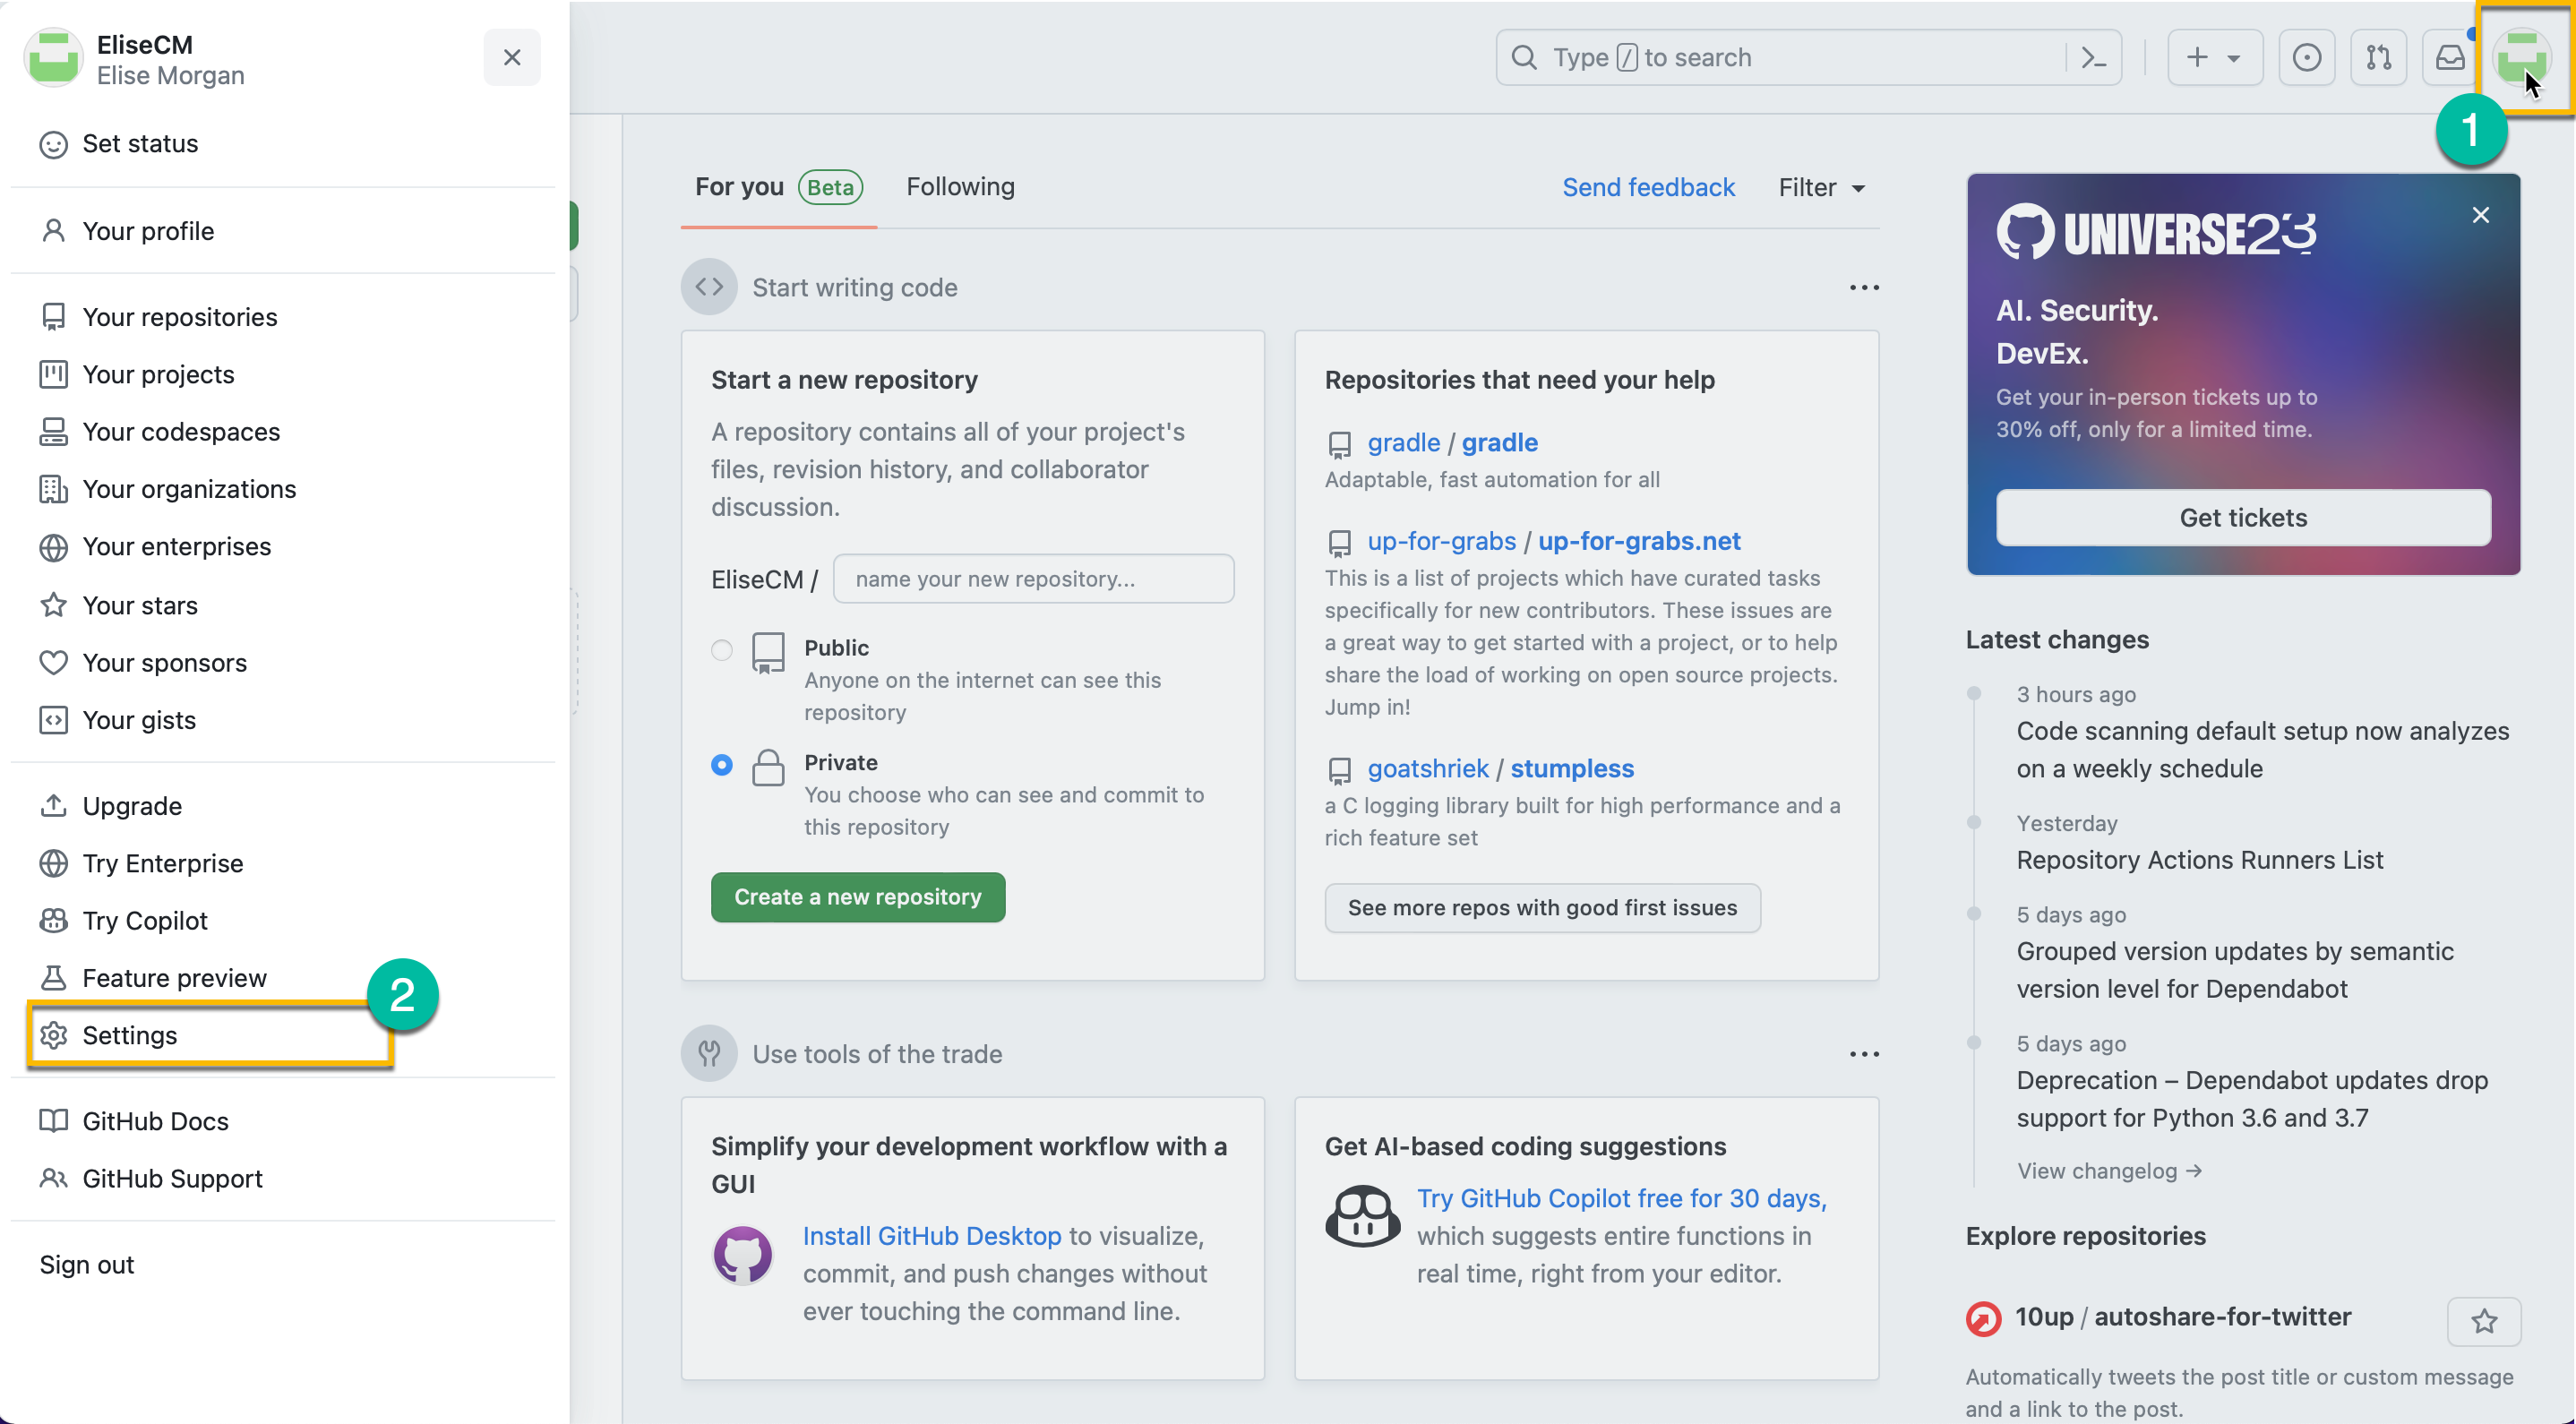 EliseCM
Elise Morgan
Set status
Your profile
Your repositories
Your projects
Your codespaces
Your organizations
Your enterprises
Your stars
Your sponsors
Your gists
Upgrade
Try Enterprise
Try Copilot
Feature preview
2
Settings
GitHub Docs
GitHub Support
Sign out
Type / to search
1
For you Beta Following Send feedback Filter
Start writing code
Start a new repository
A repository contains all of your project's
files, revision history, and collaborator
discussion.
EliseCM / name your new repository...
Public
Anyone on the internet can see this
repository
Private
You choose who can see and commit to
this repository
Create a new repository
Repositories that need your help
gradle / gradle
Adaptable, fast automation for all
up-for-grabs / up-for-grabs.net
This is a list of projects which have curated tasks
specifically for new contributors. These issues are
a great way to get started with a project, or to help
share the load of working on open source projects.
Jump in!
goatshriek / stumpless
a C logging library built for high performance and a
rich feature set
See more repos with good first issues
Use tools of the trade
Simplify your development workflow with a
GUI
Install GitHub Desktop to visualize,
commit, and push changes without
ever touching the command line.
Get AI-based coding suggestions
Try GitHub Copilot free for 30 days,
which suggests entire functions in
real time, right from your editor.
UNIVERSE23
AI. Security.
DevEx.
Get your in-person tickets up to
30% off, only for a limited time.
Get tickets
Latest changes
3 hours ago
Code scanning default setup now analyzes
on a weekly schedule
Yesterday
Repository Actions Runners List
5 days ago
Grouped version updates by semantic
version level for Dependabot
5 days ago
Deprecation – Dependabot updates drop
support for Python 3.6 and 3.7
View changelog →
Explore repositories
10up / autoshare-for-twitter
Automatically tweets the post title or custom message
and a link to the post.